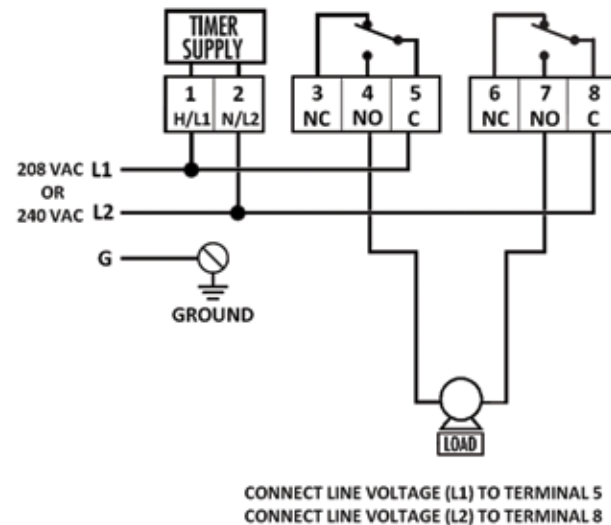 TIMER
SUPPLY
1 2
H/L1 N/L2
3 4 5
NC NO C
6 7 8
NC NO C
208 VAC L1
OR
240 VAC L2
G
GROUND
LOAD
CONNECT LINE VOLTAGE (L1) TO TERMINAL 5
CONNECT LINE VOLTAGE (L2) TO TERMINAL 8